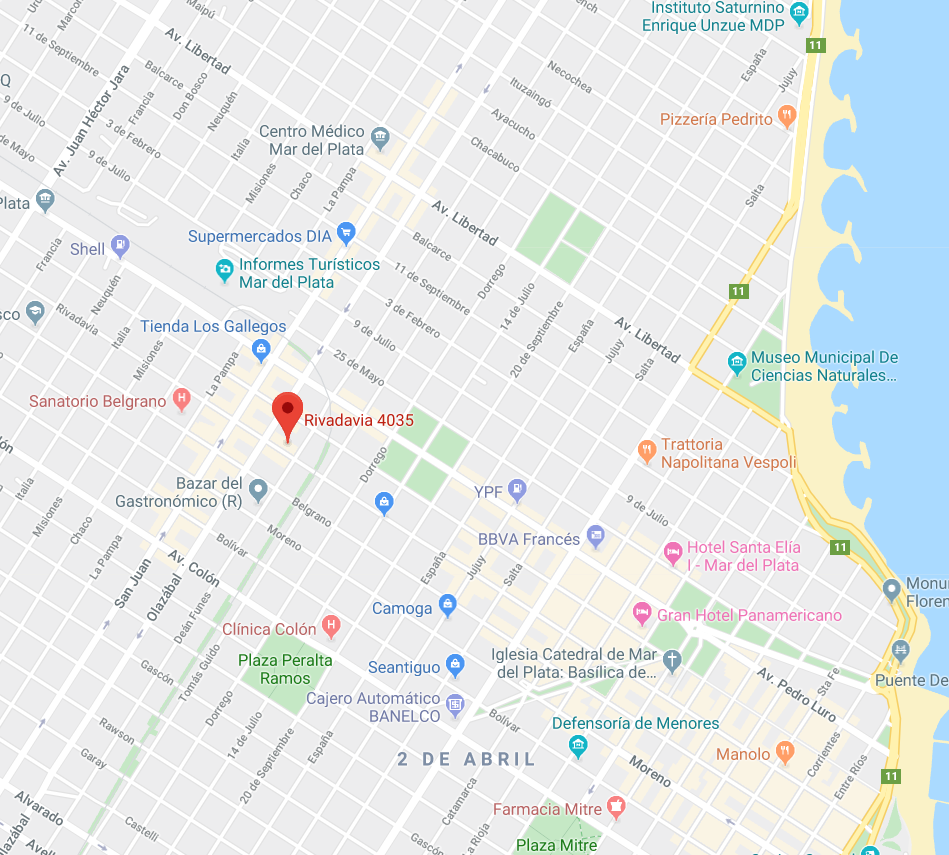 Instituto Saturnino
Enrique Unzue MDP
Maipú
11 de Septiembre
Av. Libertad
French
11
España
Jujuy
Balcarce
Don Bosco
Francia
Neuquén
Av. Juan Héctor Jara
Necochea
Ituzaingó
Ayacucho
Chacabuco
Q
9 de Julio
3 de Febrero
9 de Julio
de Mayo
Italia
Misiones
Chaco
La Pampa
Centro Médico
Mar del Plata
Pizzería Pedrito
Salta
Plata
Av. Libertad
Supermercados DIA
Shell
Francia
Neuquén
Informes Turísticos
Mar del Plata
Balcarce
11 de Septiembre
Dorrego
14 de Julio
20 de Septiembre
España
Jujuy
Salta
Av. Libertad
11
sco
Rivadavia
Italia
Misiones
La Pampa
Tienda Los Gallegos
3 de Febrero
9 de Julio
25 de Mayo
Museo Municipal De
Ciencias Naturales...
Sanatorio Belgrano
Rivadavia 4035
Dorrego
Trattoria
Napolitana Vespoli
ón
Italia
Misiones
Chaco
La Pampa
Bazar del
Gastronómico (R)
Belgrano
Moreno
Bolívar
Av. Colón
YPF
BBVA Francés
9 de Julio
España
Jujuy
Salta
Hotel Santa Elía
I - Mar del Plata
11
San Juan
Olazábal
Deán Funes
Monu
Floren
Camoga
Gran Hotel Panamericano
Clínica Colón
Gascón
Tomás Guido
Plaza Peralta
Ramos
Seantiguo
Iglesia Catedral de Mar
del Plata: Basílica de...
Puente De
Cajero Automático
BANELCO
Av. Pedro Luro
Sta Fe
Dorrego
14 de Julio
20 de Septiembre
España
Bolívar
Defensoría de Menores
Rawson
Garay
2 DE ABRIL
Moreno
Manolo
Corrientes
Entre Ríos
11
Catamarca
La Rioja
Farmacia Mitre
Alvarado
Olazábal
Castelli
Avell
Plaza Mitre